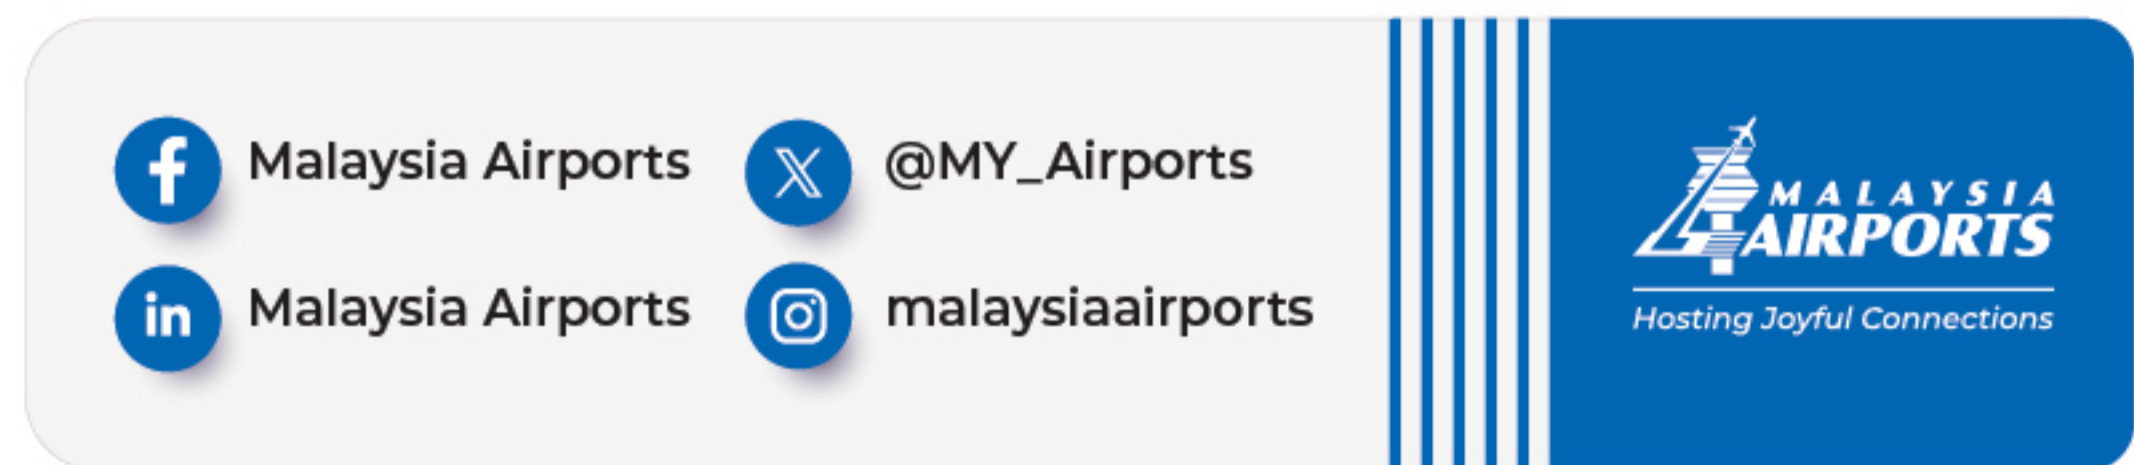 Malaysia Airports
@MY_Airports
Malaysia Airports
malaysiaairports
MALAYSIA
AIRPORTS
Hosting Joyful Connections